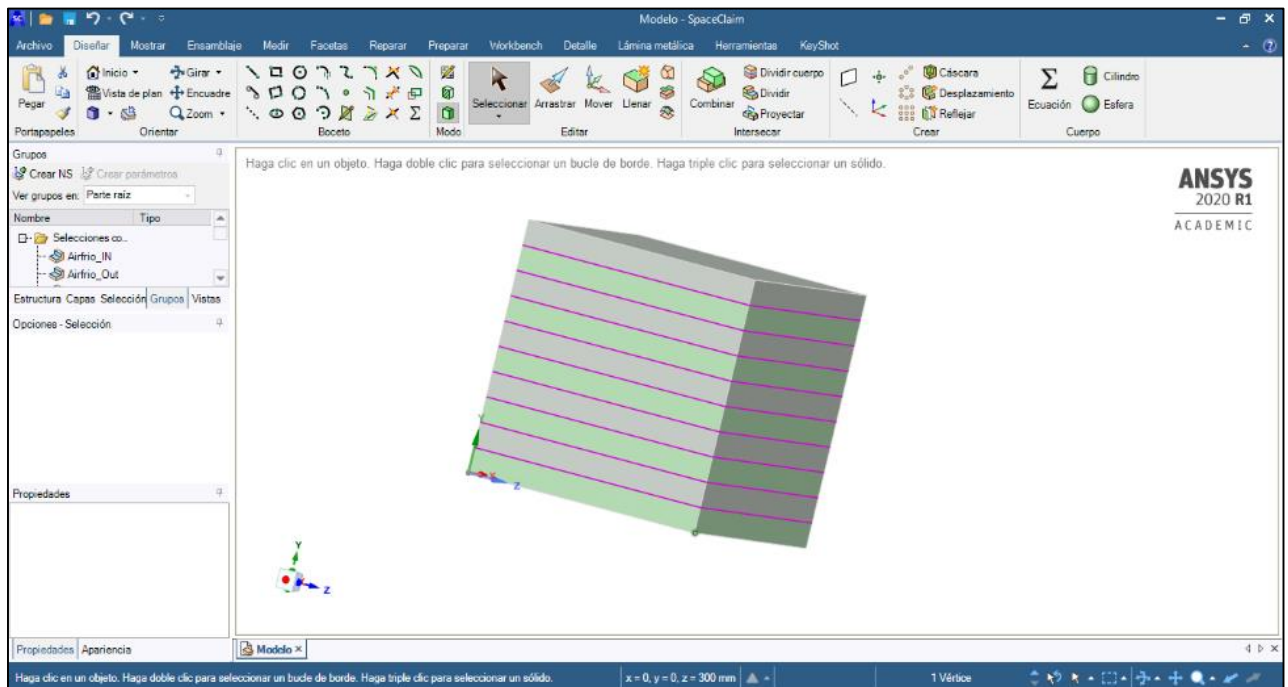 Modelo - SpaceClaim
Archivo Diseñar Mostrar Ensamblaje Medir Facetas Reparar Preparar Workbench Detalle Lámina metálica Herramientas KeyShot
Pegar
Portapapeles
Inicio Girar
Vista de plan Encuadre
Zoom
Orientar
Boceto
Modo
Seleccionar Arrastrar Mover Llenar
Editar
Combinar
Dividir cuerpo
Dividir
Proyectar
Intersecar
Cáscara
Desplazamiento
Reflejar
Crear
Ecuación
Cilindro
Esfera
Cuerpo
Grupos
Crear NS Crear parámetros
Ver grupos en: Parte raíz
Nombre Tipo
Selecciones co...
Airfrio_IN
Airfrio_Out
Estructura Capas Selección Grupos Vistas
Opciones - Selección
Propiedades
Propiedades Apariencia
Haga clic en un objeto. Haga doble clic para seleccionar un bucle de borde. Haga triple clic para seleccionar un sólido.
ANSYS
2020 R1
ACADEMIC
Y
X
Z
Y
Z
Modelo
Haga clic en un objeto. Haga doble clic para seleccionar un bucle de borde. Haga triple clic para seleccionar un sólido.
x = 0, y = 0, z = 300 mm
1 Vértice